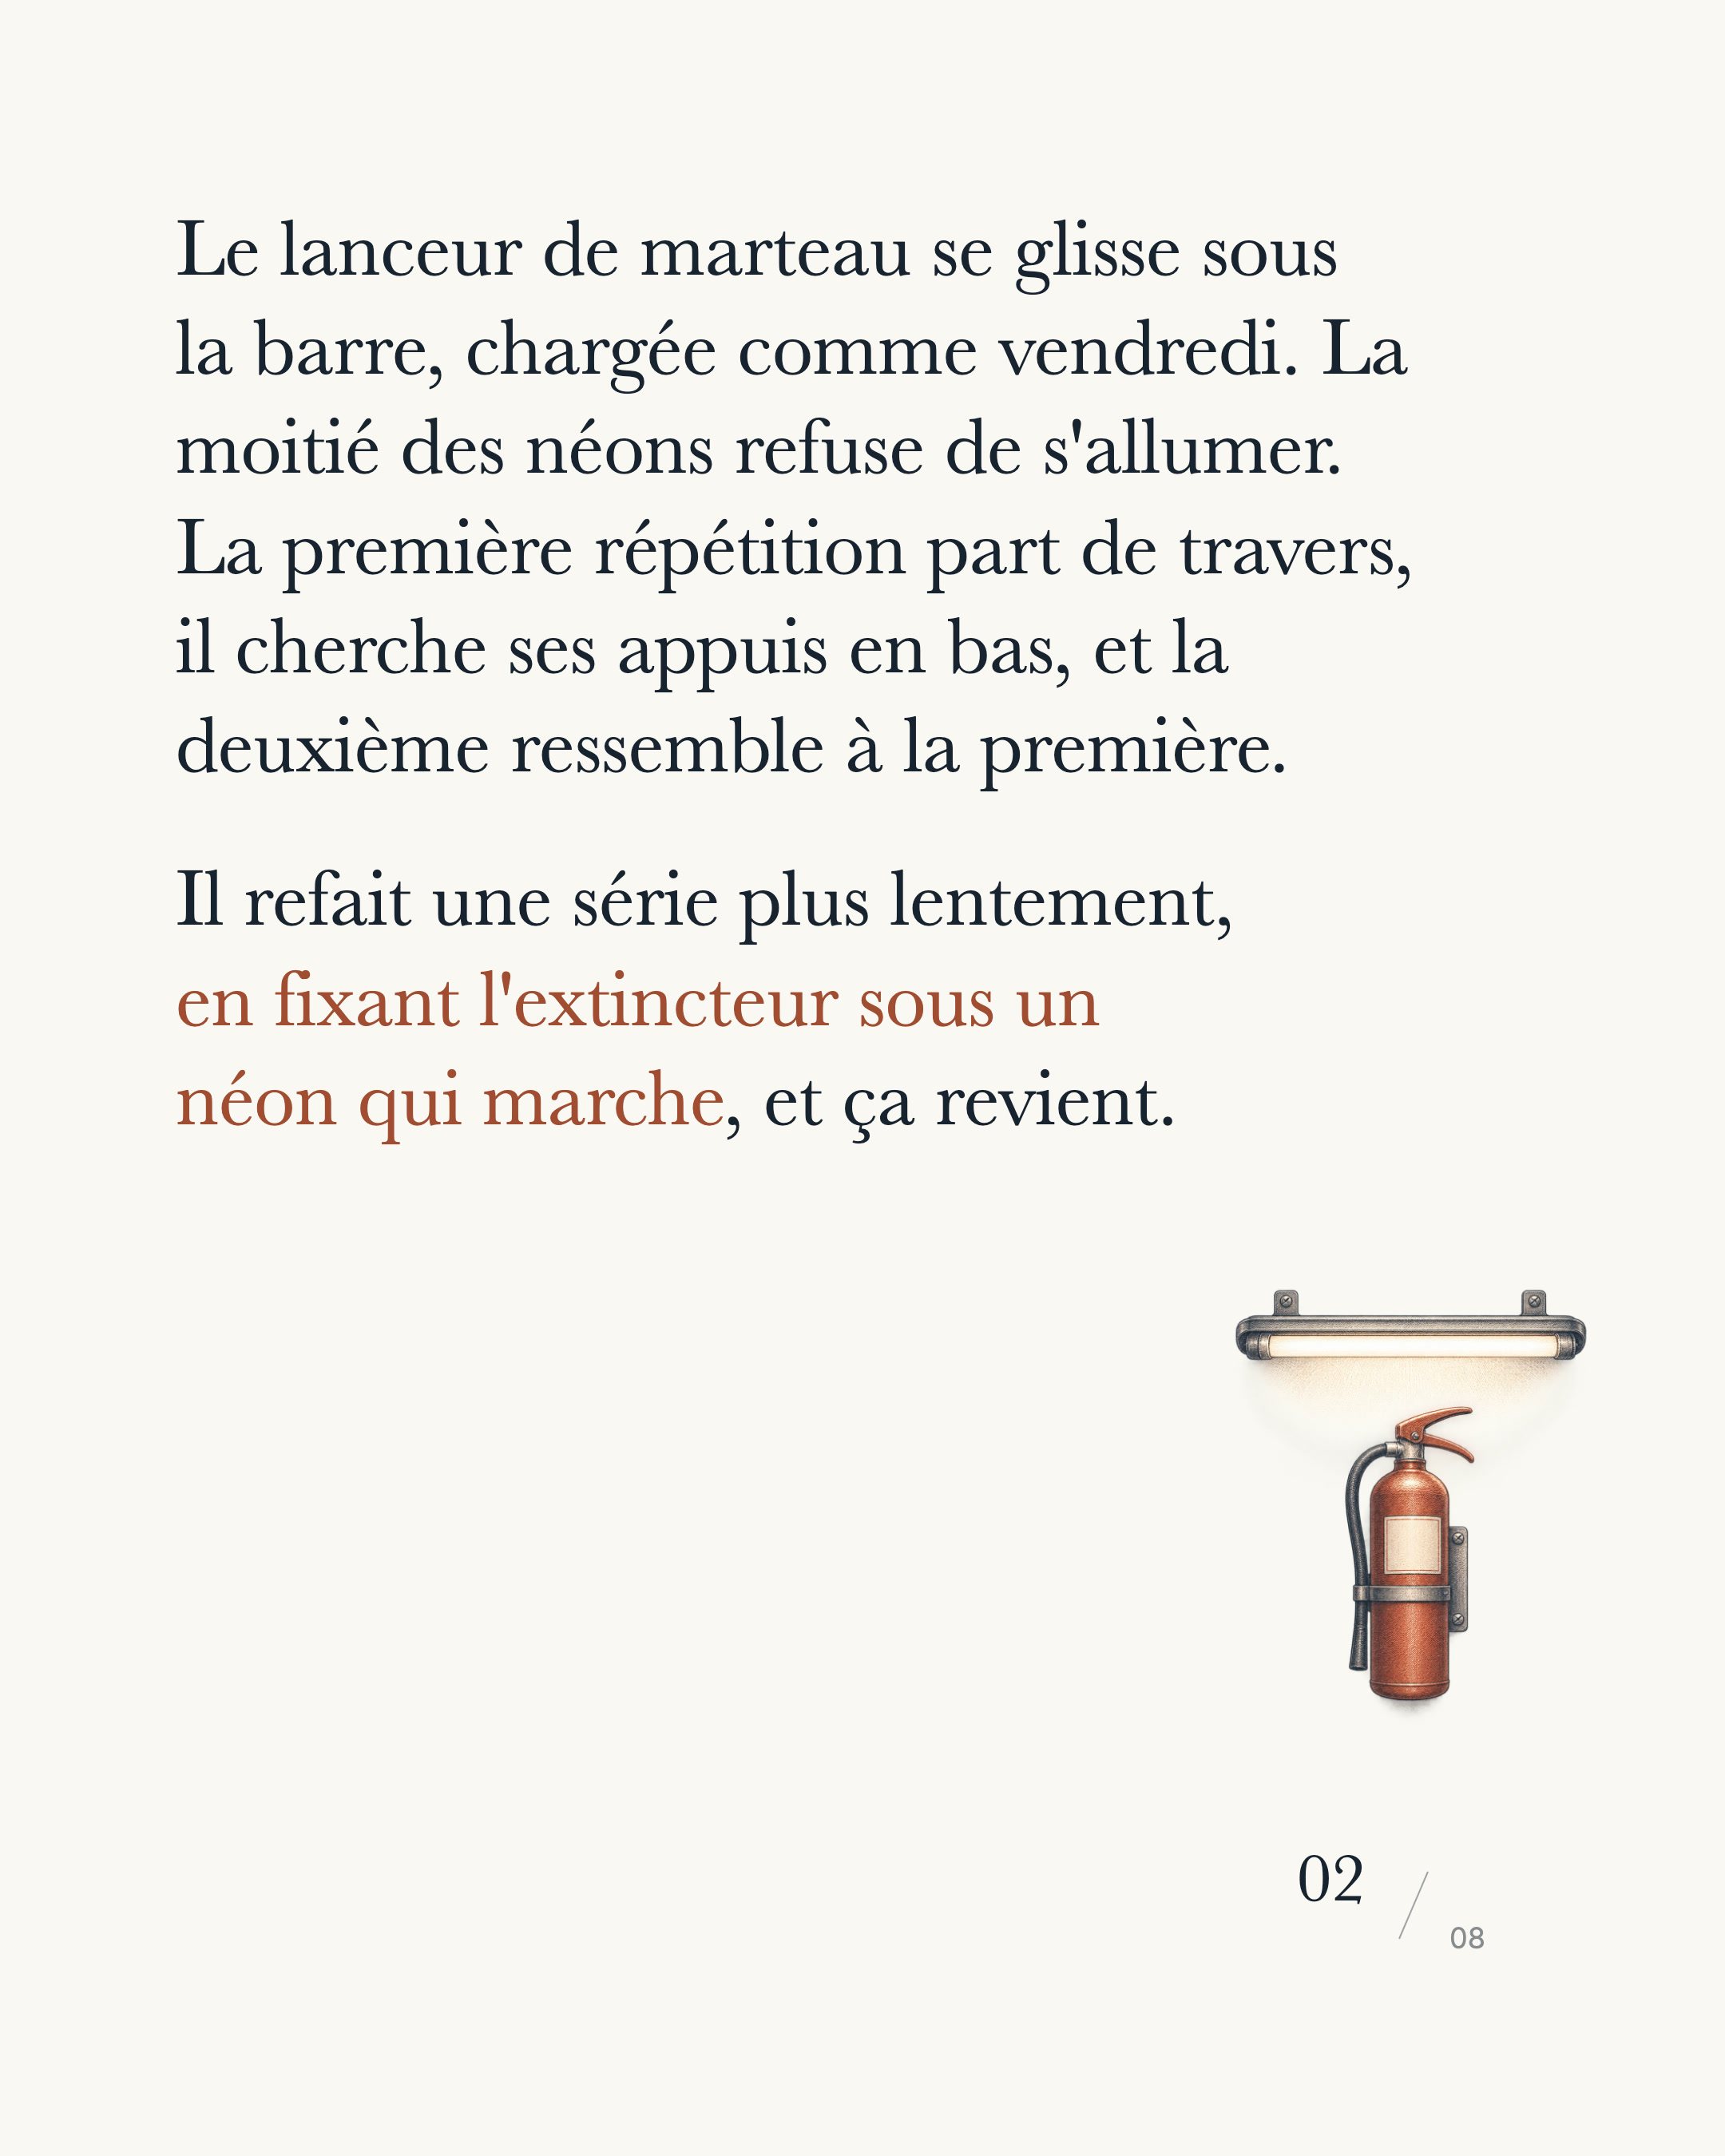 Le lanceur de marteau se glisse sous
la barre, chargée comme vendredi. La
moitié des néons refuse de s'allumer.
La première répétition part de travers,
il cherche ses appuis en bas, et la
deuxième ressemble à la première.
Il refait une série plus lentement,
en fixant l'extincteur sous un
néon qui marche, et ça revient.
02 / 08